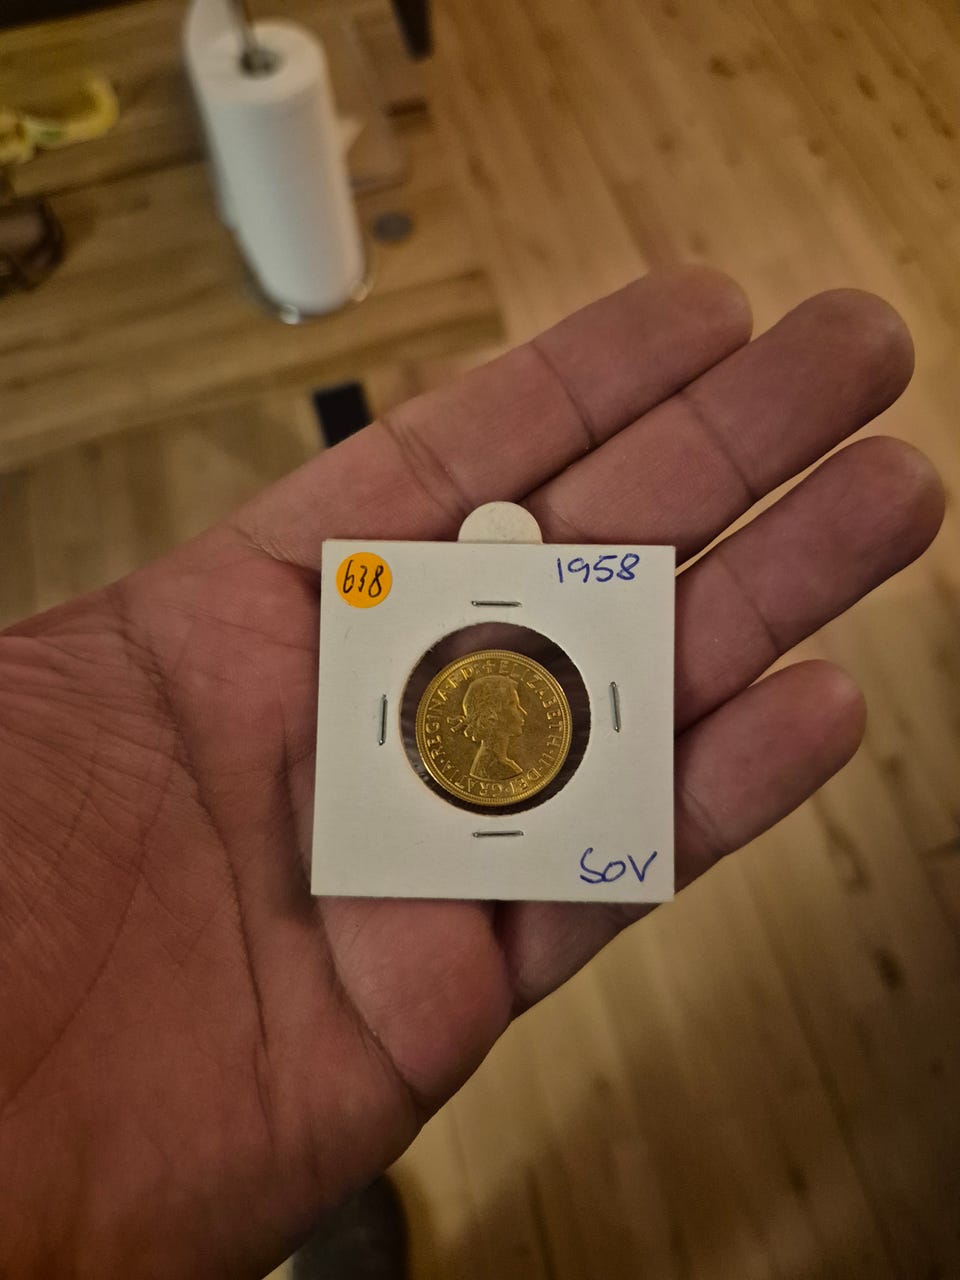 638
1958
✝ ELIZABETH·II·DEI·GRATIA·REGINA·F:D:
SOV